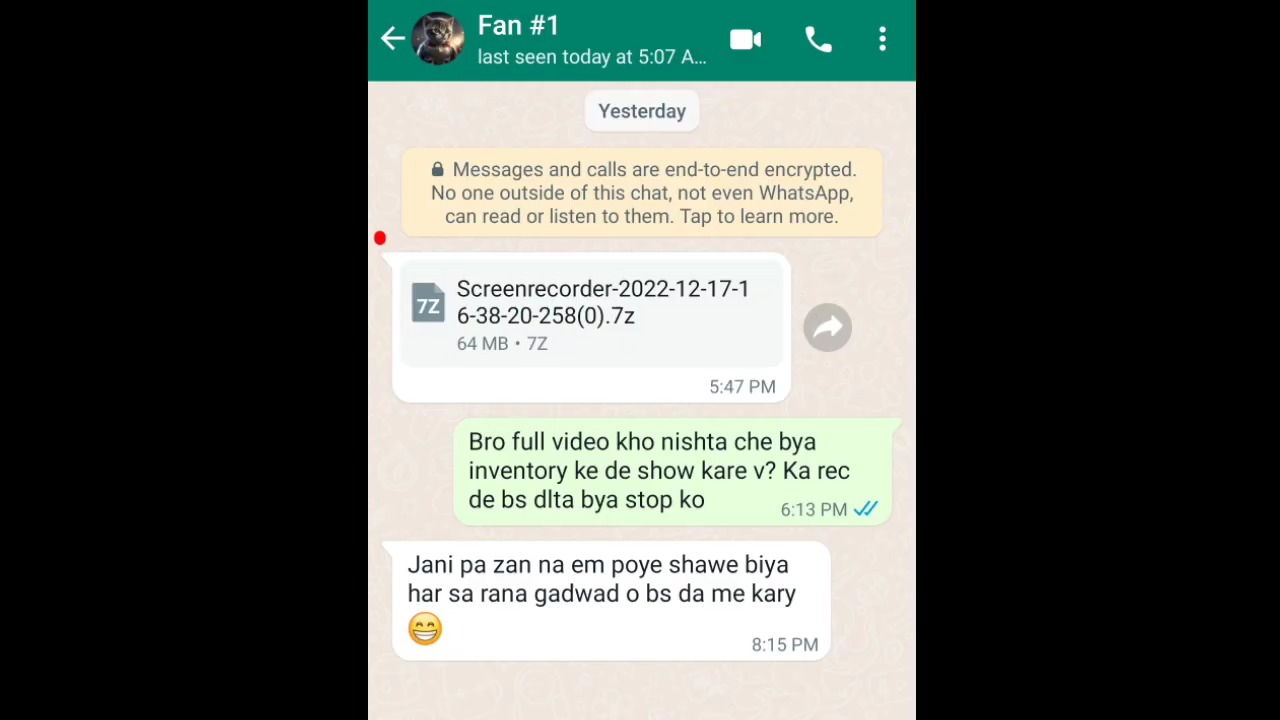 Fan #1
last seen today at 5:07 A...
Yesterday
Messages and calls are end-to-end encrypted.
No one outside of this chat, not even WhatsApp,
can read or listen to them. Tap to learn more.
7Z
Screenrecorder-2022-12-17-1
6-38-20-258(0).7z
64 MB • 7Z
5:47 PM
Bro full video kho nishta che bya
inventory ke de show kare v? Ka rec
de bs dlta bya stop ko
6:13 PM
Jani pa zan na em poye shawe biya
har sa rana gadwad o bs da me kary
😁
8:15 PM